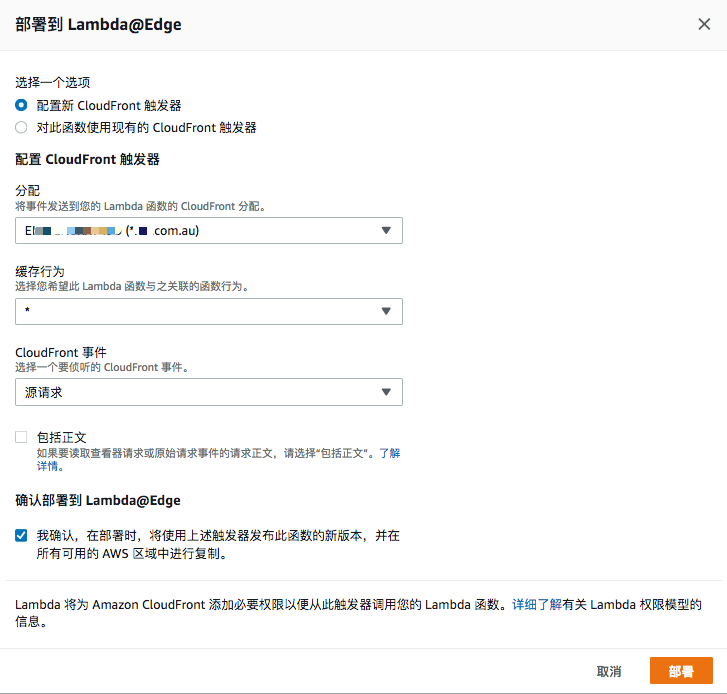 部署到 Lambda@Edge
选择一个选项
配置新 CloudFront 触发器
对此函数使用现有的 CloudFront 触发器
配置 CloudFront 触发器
分配
将事件发送到您的 Lambda 函数的 CloudFront 分配。
(*. .com.au)
缓存行为
选择您希望此 Lambda 函数与之关联的函数行为。
*
CloudFront 事件
选择一个要侦听的 CloudFront 事件。
源请求
包括正文
如果要读取查看器请求或原始请求事件的请求正文，请选择“包括正文”。了解
详情。
确认部署到 Lambda@Edge
我确认，在部署时，将使用上述触发器发布此函数的新版本，并在
所有可用的 AWS 区域中进行复制。
Lambda 将为 Amazon CloudFront 添加必要权限以便从此触发器调用您的 Lambda 函数。详细了解有关 Lambda 权限模型的
信息。
取消
部署